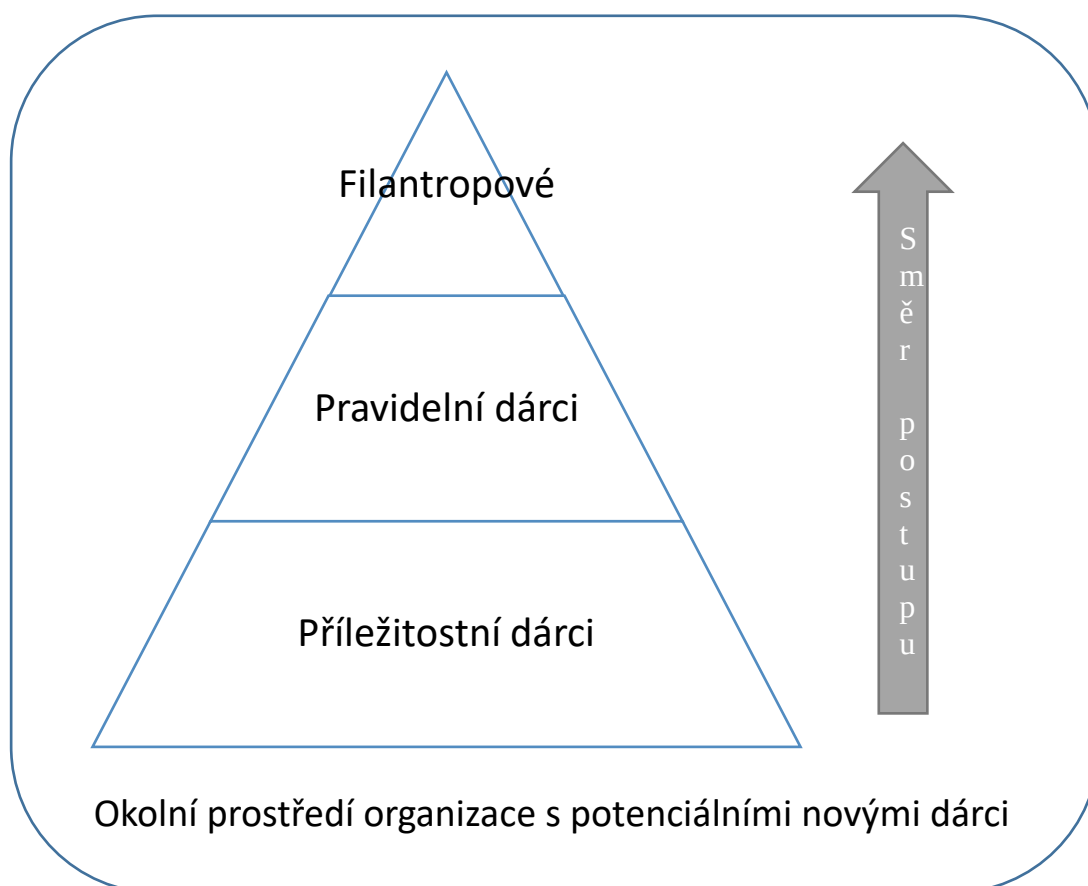 Filantropové
Směr postupu
Pravidelní dárci
Příležitostní dárci
Okolní prostředí organizace s potenciálními novými dárci